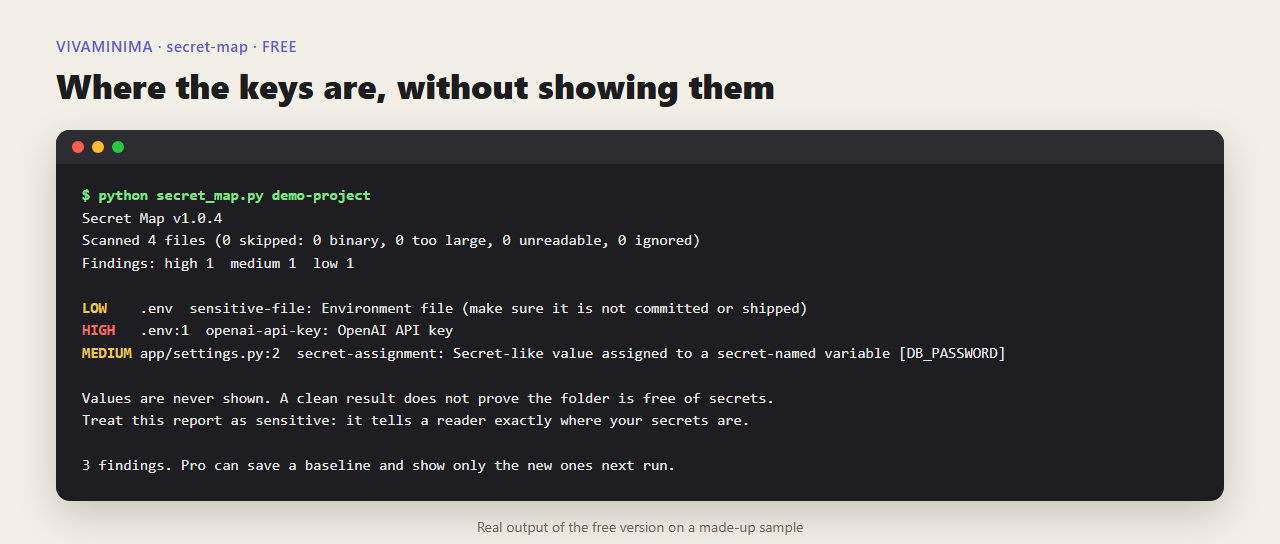 VIVAMINIMA · secret-map · FREE
Where the keys are, without showing them
$ python secret_map.py demo-project
Secret Map v1.0.4
Scanned 4 files (0 skipped: 0 binary, 0 too large, 0 unreadable, 0 ignored)
Findings: high 1  medium 1  low 1
LOW    .env  sensitive-file: Environment file (make sure it is not committed or shipped)
HIGH   .env:1  openai-api-key: OpenAI API key
MEDIUM app/settings.py:2  secret-assignment: Secret-like value assigned to a secret-named variable [DB_PASSWORD]
Values are never shown. A clean result does not prove the folder is free of secrets.
Treat this report as sensitive: it tells a reader exactly where your secrets are.
3 findings. Pro can save a baseline and show only the new ones next run.
Real output of the free version on a made-up sample